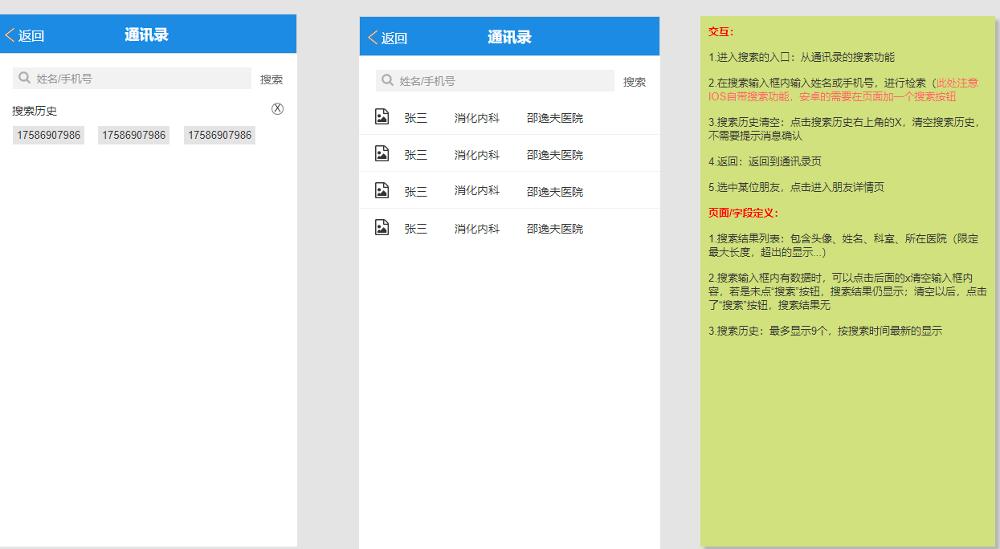 返回
通讯录
姓名/手机号
搜索
搜索历史
X
17586907986 17586907986 17586907986
返回
通讯录
姓名/手机号
搜索
张三 消化内科 邵逸夫医院
张三 消化内科 邵逸夫医院
张三 消化内科 邵逸夫医院
张三 消化内科 邵逸夫医院
交互：
1.进入搜索的入口：从通讯录的搜索功能
2.在搜索输入框内输入姓名或手机号，进行检索（此处注意
IOS自带搜索功能，安卓的需要在页面加一个搜索按钮
3.搜索历史清空：点击搜索历史右上角的X，清空搜索历史，
不需要提示消息确认
4.返回：返回到通讯录页
5.选中某位朋友，点击进入朋友详情页
页面/字段定义：
1.搜索结果列表：包含头像、姓名、科室、所在医院（限定
最大长度，超出的显示...）
2.搜索输入框内有数据时，可以点击后面的x清空输入框内
容，若是未点“搜索”按钮，搜索结果仍显示；清空以后，点击
了“搜索”按钮，搜索结果无
3.搜索历史：最多显示9个，按搜索时间最新的显示